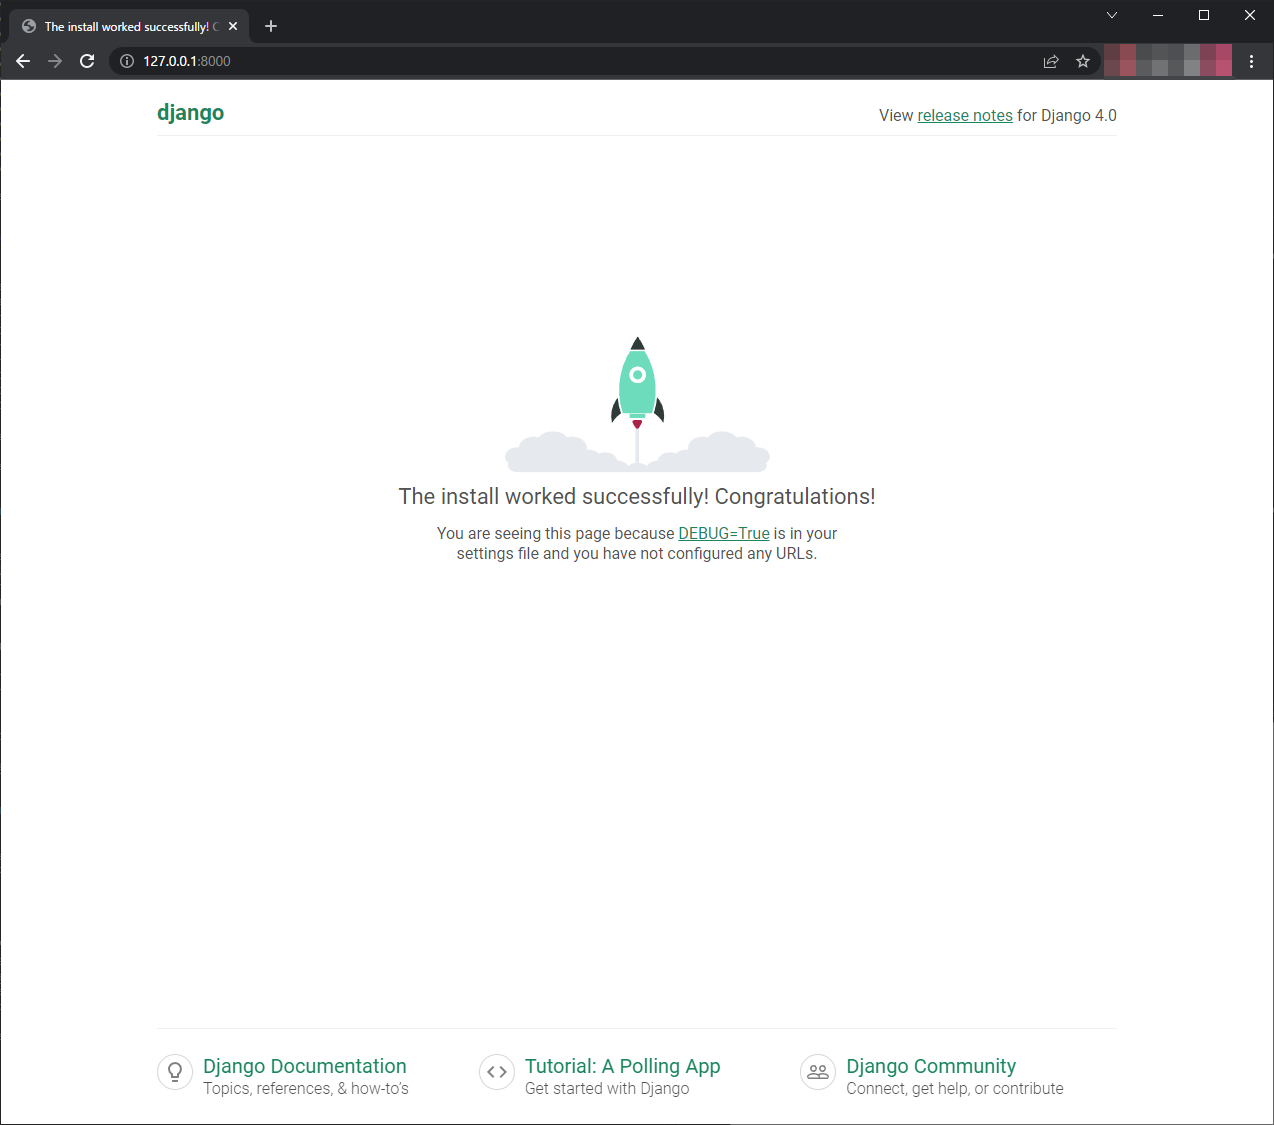 The install worked successfully! C
127.0.0.1:8000
django
View release notes for Django 4.0
The install worked successfully! Congratulations!
You are seeing this page because DEBUG=True is in your
settings file and you have not configured any URLs.
Django Documentation
Topics, references, & how-to’s
Tutorial: A Polling App
Get started with Django
Django Community
Connect, get help, or contribute